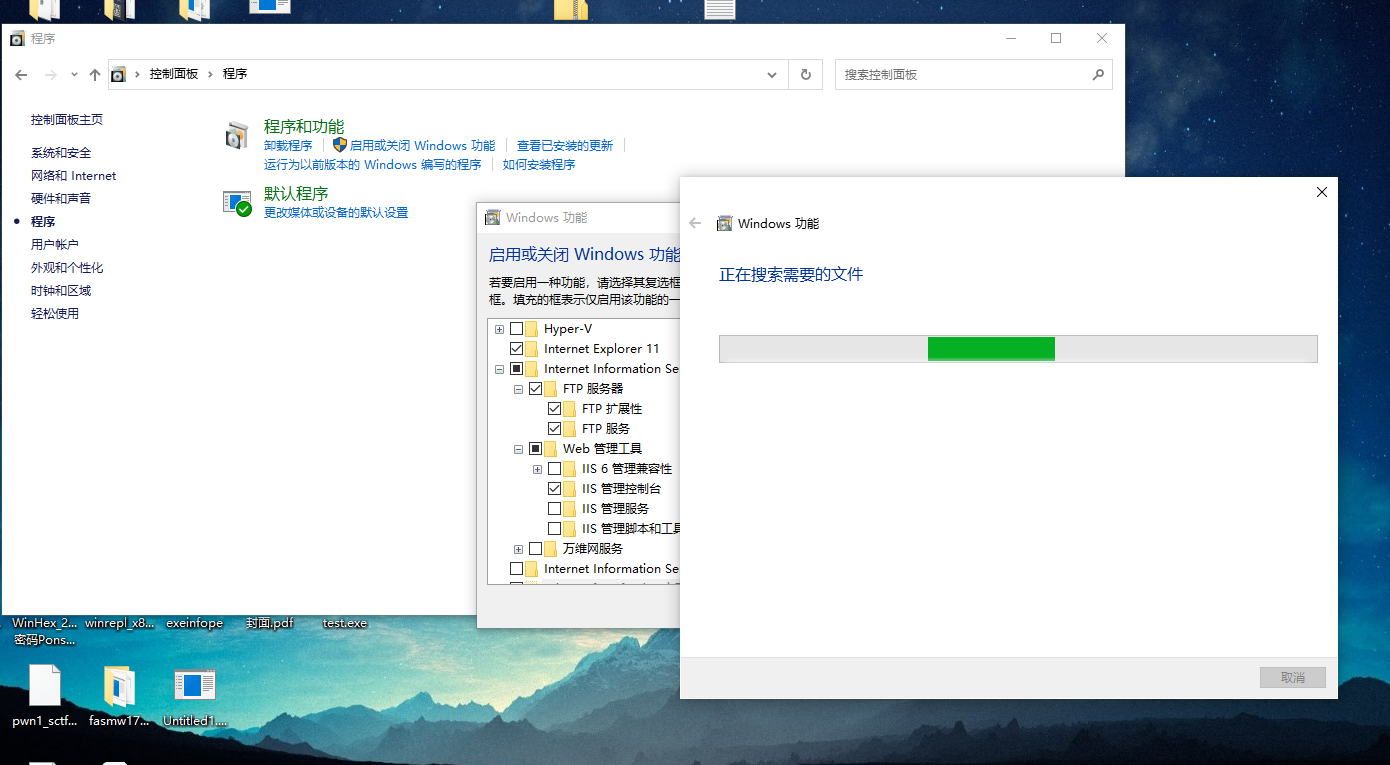 程序
控制面板 › 程序
搜索控制面板
控制面板主页
系统和安全
网络和 Internet
硬件和声音
程序
用户帐户
外观和个性化
时钟和区域
轻松使用
程序和功能
卸载程序 启用或关闭 Windows 功能 查看已安装的更新
运行为以前版本的 Windows 编写的程序 如何安装程序
默认程序
更改媒体或设备的默认设置
Windows 功能
启用或关闭 Windows 功能
若要启用一种功能，请选择其复选框
框。填充的框表示仅启用该功能的一
Hyper-V
Internet Explorer 11
Internet Information Se
FTP 服务器
FTP 扩展性
FTP 服务
Web 管理工具
IIS 6 管理兼容性
IIS 管理控制台
IIS 管理服务
IIS 管理脚本和工具
万维网服务
Internet Information Se
Windows 功能
正在搜索需要的文件
取消
WinHex_2... winrepl_x8... exeinfope 封面.pdf test.exe
密码Pons...
pwn1_sctf... fasmw17... Untitled1....